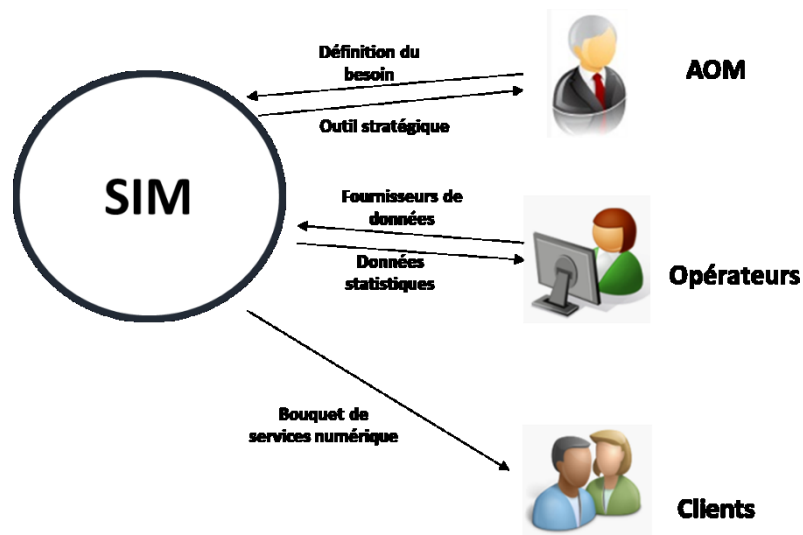 Définition du
besoin
AOM
Outil stratégique
SIM
Fournisseurs de
données
Données
statistiques
Opérateurs
Bouquet de
services numérique
Clients